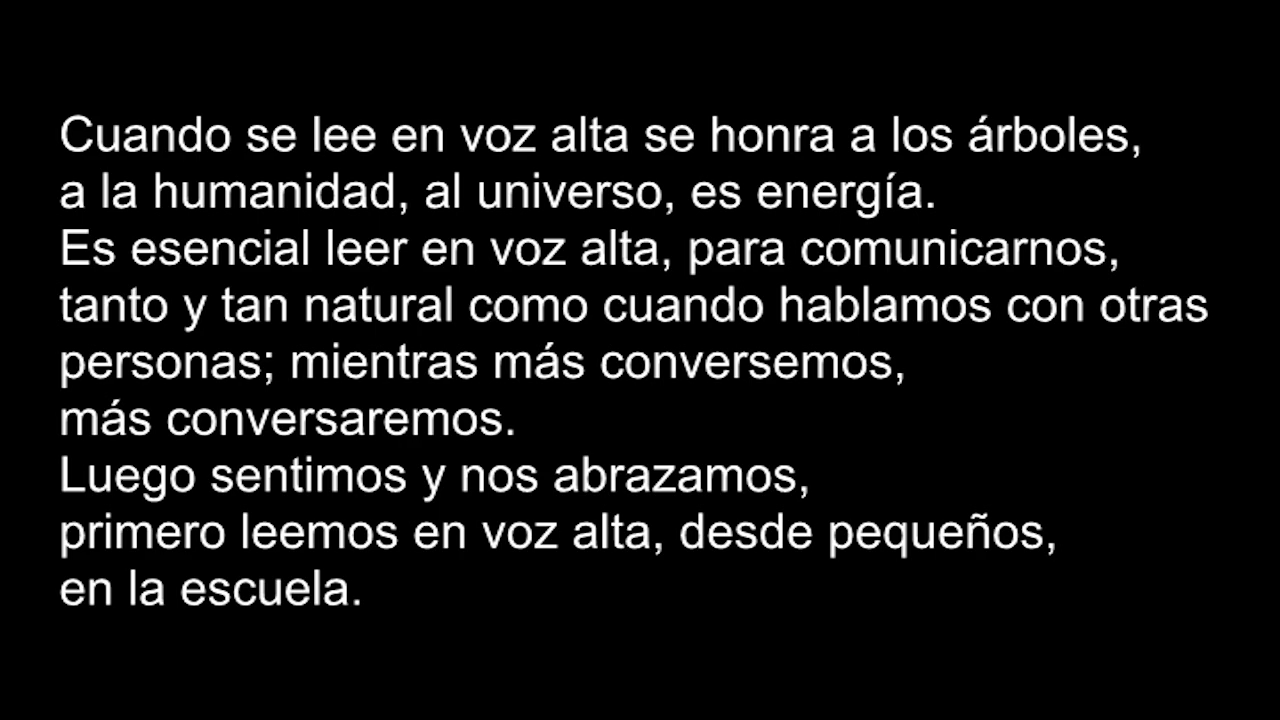 Cuando se lee en voz alta se honra a los árboles,
a la humanidad, al universo, es energía.
Es esencial leer en voz alta, para comunicarnos,
tanto y tan natural como cuando hablamos con otras
personas; mientras más conversemos,
más conversaremos.
Luego sentimos y nos abrazamos,
primero leemos en voz alta, desde pequeños,
en la escuela.